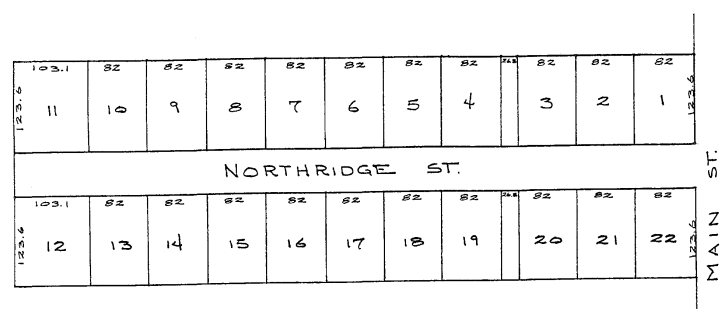 103.1 82 82 82 82 82 82 82 26.8 82 82 82
123.6 11 10 9 8 7 6 5 4 3 2 1 123.6
NORTHRIDGE ST.
MAIN ST.
103.1 82 82 82 82 82 82 82 26.8 82 82 82
123.6 12 13 14 15 16 17 18 19 20 21 22 123.6